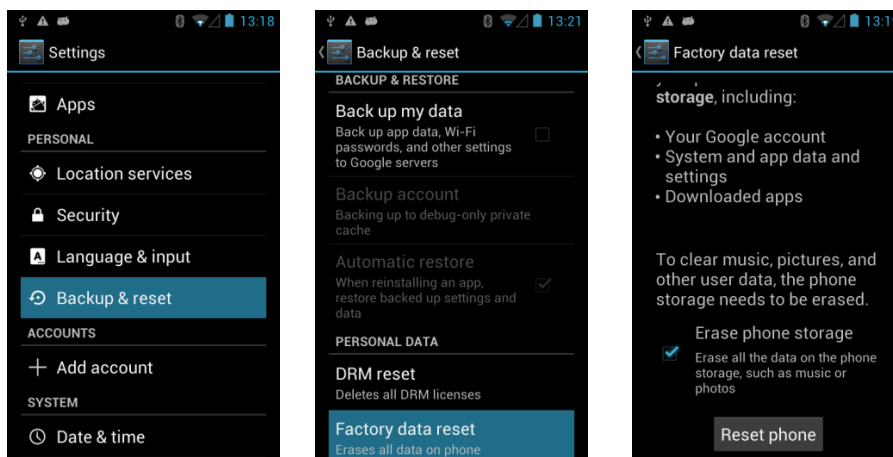 13:18
Settings
Apps
PERSONAL
Location services
Security
Language & input
Backup & reset
ACCOUNTS
Add account
SYSTEM
Date & time
13:21
Backup & reset
BACKUP & RESTORE
Back up my data
Back up app data, Wi-Fi
passwords, and other settings
to Google servers
Backup account
Backing up to debug-only private
cache
Automatic restore
When reinstalling an app,
restore backed up settings and
data
PERSONAL DATA
DRM reset
Deletes all DRM licenses
Factory data reset
Erases all data on phone
Factory data reset
storage, including:
• Your Google account
• System and app data and
settings
• Downloaded apps
To clear music, pictures, and
other user data, the phone
storage needs to be erased.
Erase phone storage
Erase all the data on the phone
storage, such as music or
photos
Reset phone